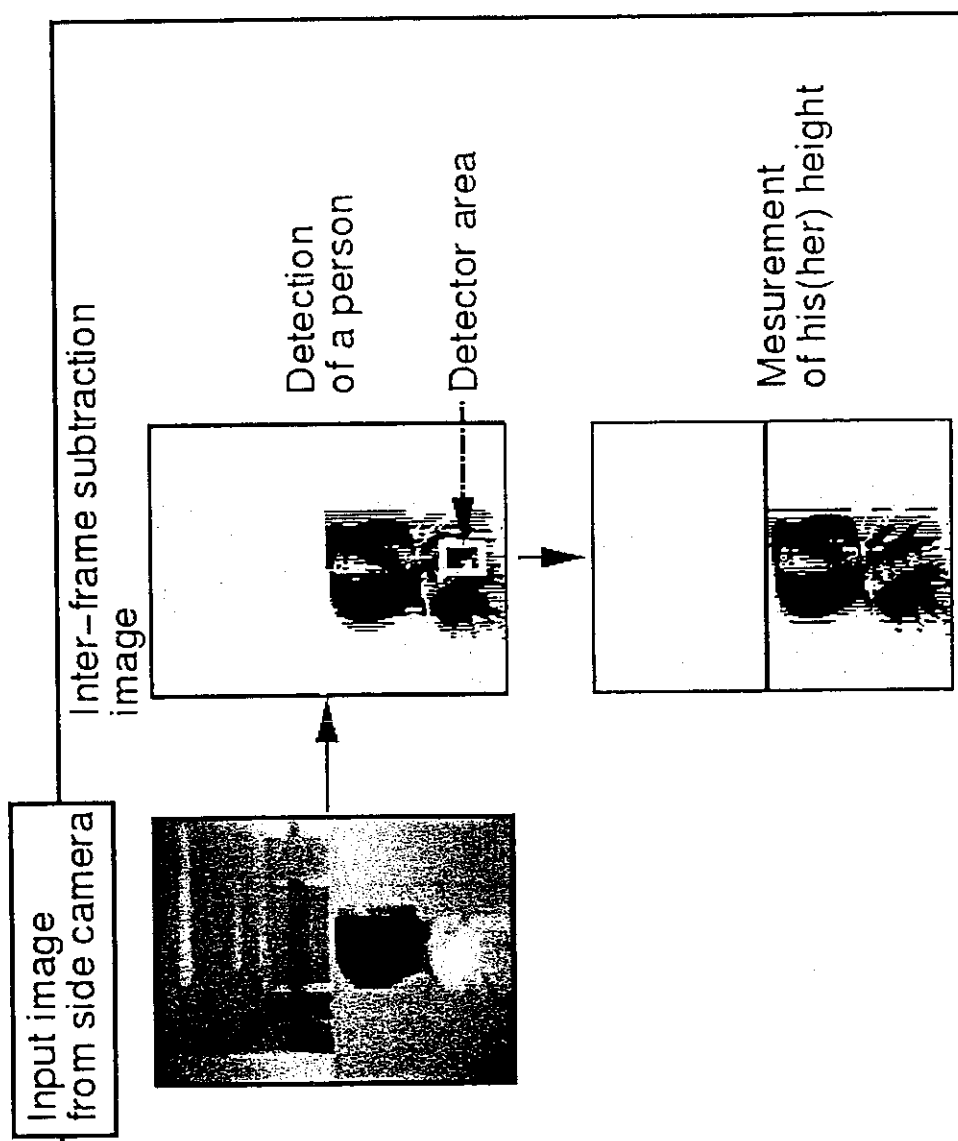 Input image
from side camera
Inter-frame subtraction
image
Detection
of a person
Detector area
Mesurement
of his(her) height